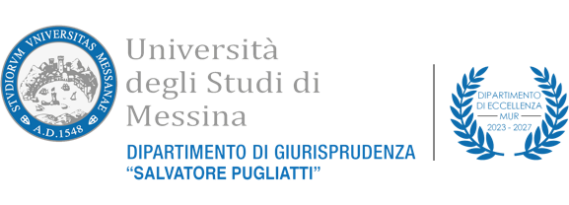 STVDIORVM VNIVERSITAS MESSANAE
A.D.1548
Università
degli Studi di
Messina
DIPARTIMENTO DI GIURISPRUDENZA
“SALVATORE PUGLIATTI”
DIPARTIMENTO
DI ECCELLENZA
MUR
2023 - 2027